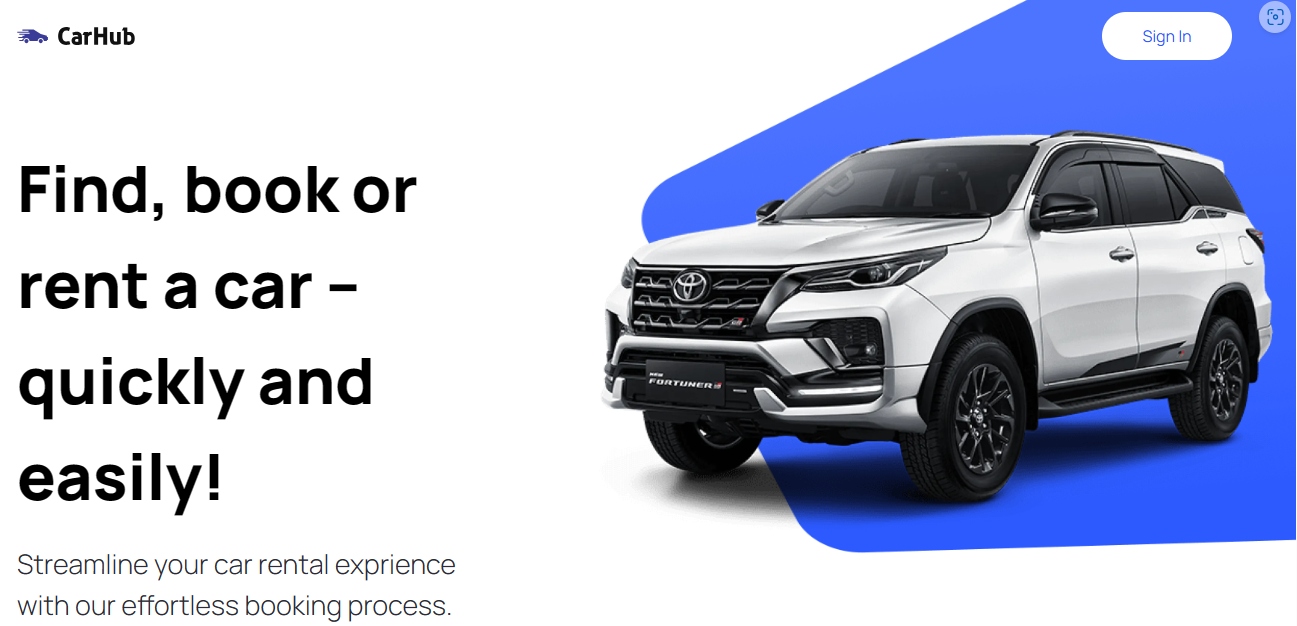 CarHub
Sign In
Find, book or
rent a car –
quickly and
easily!
Streamline your car rental exprience
with our effortless booking process.
NEW
FORTUNER